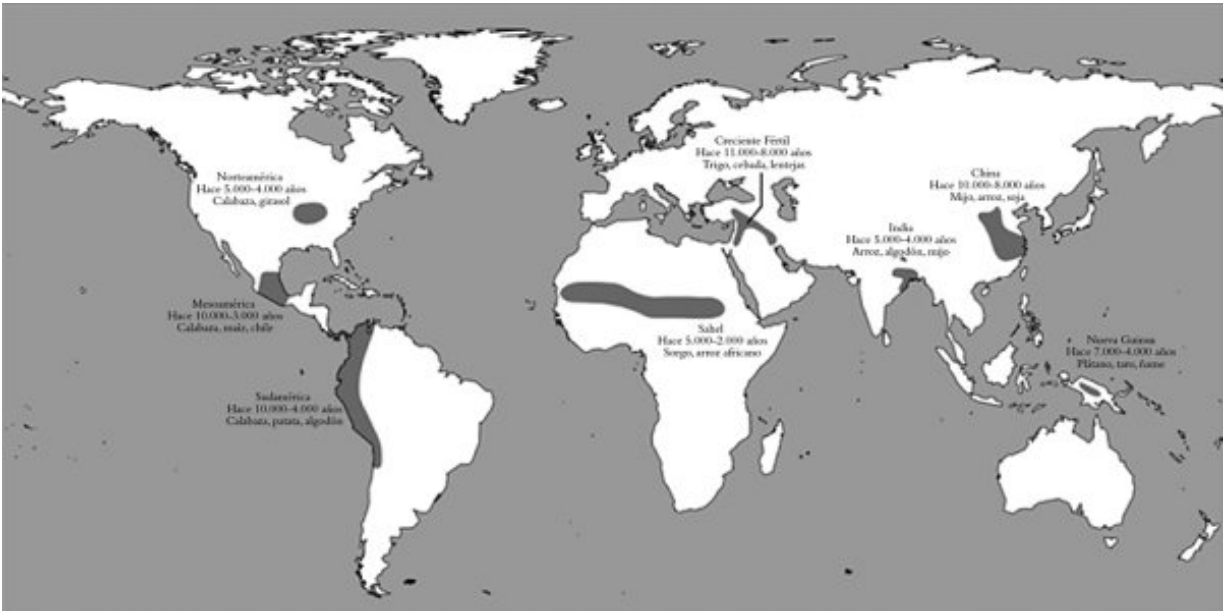 Norteamérica
Hace 5.000-4.000 años
Calabaza, girasol
Mesoamérica
Hace 10.000-3.000 años
Calabaza, maíz, chile
Sudamérica
Hace 10.000-4.000 años
Calabaza, patata, algodón
Creciente Fértil
Hace 11.000-8.000 años
Trigo, cebada, lentejas
Sahel
Hace 5.000-2.000 años
Sorgo, arroz africano
India
Hace 5.000-4.000 años
Arroz, algodón, mijo
China
Hace 10.000-8.000 años
Mijo, arroz, soja
Nueva Guinea
Hace 7.000-4.000 años
Plátano, taro, ñame